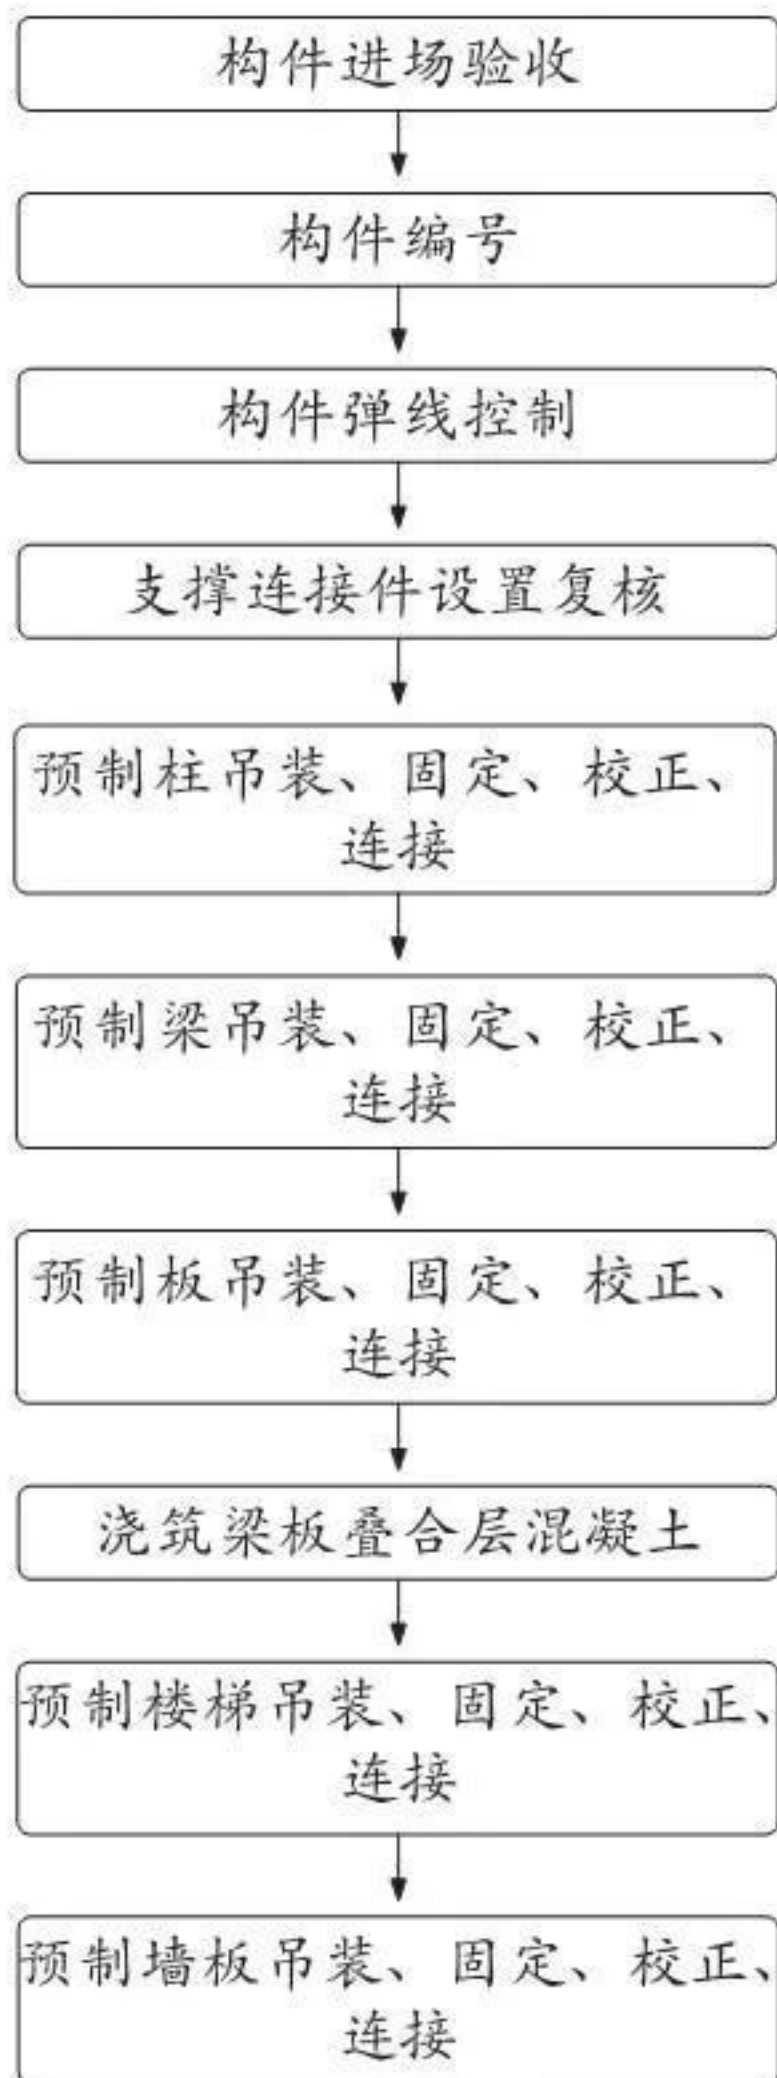 构件进场验收
构件编号
构件弹线控制
支撑连接件设置复核
预制柱吊装、固定、校正、
连接
预制梁吊装、固定、校正、
连接
预制板吊装、固定、校正、
连接
浇筑梁板叠合层混凝土
预制楼梯吊装、固定、校正、
连接
预制墙板吊装、固定、校正、
连接